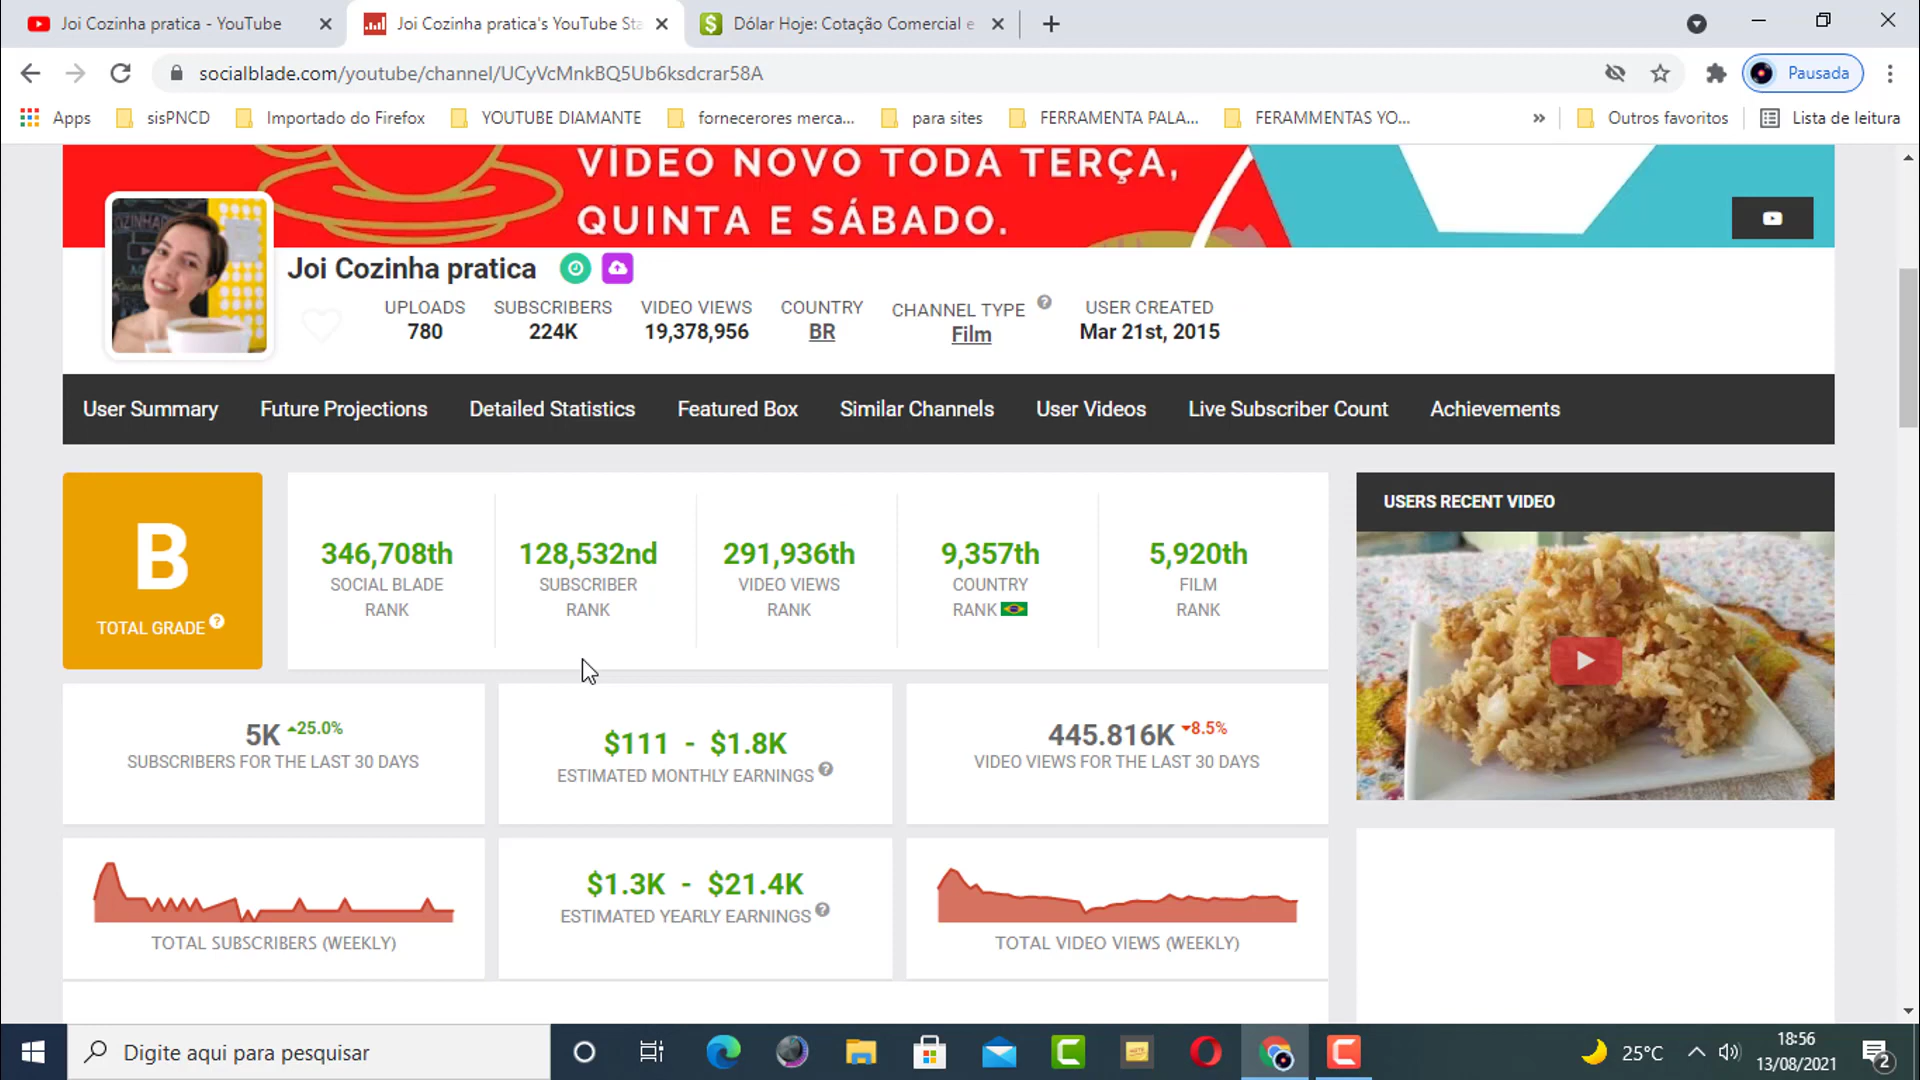 Joi Cozinha pratica - YouTube
Joi Cozinha pratica's YouTube Sta
Dólar Hoje: Cotação Comercial e
socialblade.com/youtube/channel/UCyVcMnkBQ5Ub6ksdcrar58A
Pausada
Apps
sisPNCD
Importado do Firefox
YOUTUBE DIAMANTE
fornecerores merca...
para sites
FERRAMENTA PALA...
FERAMMENTAS YO...
»
Outros favoritos
Lista de leitura
VÍDEO NOVO TODA TERÇA,
QUINTA E SÁBADO.
Joi Cozinha pratica
UPLOADS
780
SUBSCRIBERS
224K
VIDEO VIEWS
19,378,956
COUNTRY
BR
CHANNEL TYPE ?
Film
USER CREATED
Mar 21st, 2015
User Summary
Future Projections
Detailed Statistics
Featured Box
Similar Channels
User Videos
Live Subscriber Count
Achievements
B
TOTAL GRADE ?
346,708th
SOCIAL BLADE
RANK
128,532nd
SUBSCRIBER
RANK
291,936th
VIDEO VIEWS
RANK
9,357th
COUNTRY
RANK
5,920th
FILM
RANK
USERS RECENT VIDEO
5K 25.0%
SUBSCRIBERS FOR THE LAST 30 DAYS
$111 - $1.8K
ESTIMATED MONTHLY EARNINGS ?
445.816K 8.5%
VIDEO VIEWS FOR THE LAST 30 DAYS
TOTAL SUBSCRIBERS (WEEKLY)
$1.3K - $21.4K
ESTIMATED YEARLY EARNINGS ?
TOTAL VIDEO VIEWS (WEEKLY)
Digite aqui para pesquisar
25°C
18:56
13/08/2021
2